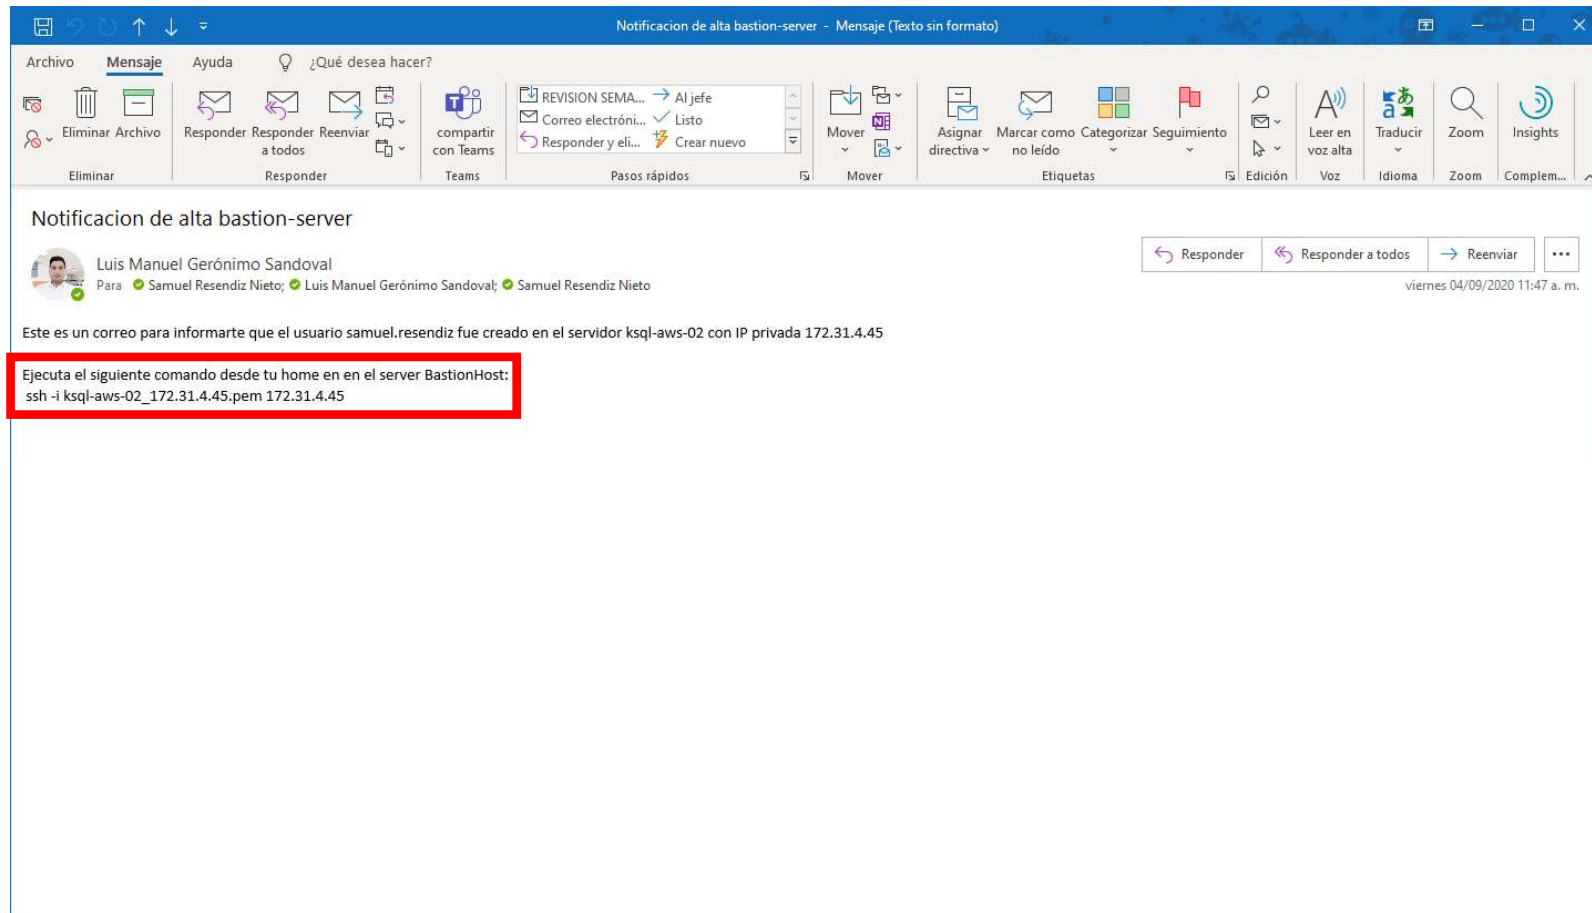 Notificacion de alta bastion-server - Mensaje (Texto sin formato)
Archivo Mensaje Ayuda ¿Qué desea hacer?
Eliminar Archivo
Responder Responder a todos Reenviar
compartir con Teams
REVISION SEMA... Al jefe
Correo electróni... Listo
Responder y eli... Crear nuevo
Mover
Asignar directiva Marcar como no leído Categorizar Seguimiento
Leer en voz alta
Traducir
Zoom
Insights
Eliminar Responder Teams Pasos rápidos Mover Etiquetas Edición Voz Idioma Zoom Complem...
Notificacion de alta bastion-server
Luis Manuel Gerónimo Sandoval
Para Samuel Resendiz Nieto; Luis Manuel Gerónimo Sandoval; Samuel Resendiz Nieto
Responder Responder a todos Reenviar ...
viernes 04/09/2020 11:47 a. m.
Este es un correo para informarte que el usuario samuel.resendiz fue creado en el servidor ksql-aws-02 con IP privada 172.31.4.45
Ejecuta el siguiente comando desde tu home en en el server BastionHost:
ssh -i ksql-aws-02_172.31.4.45.pem 172.31.4.45